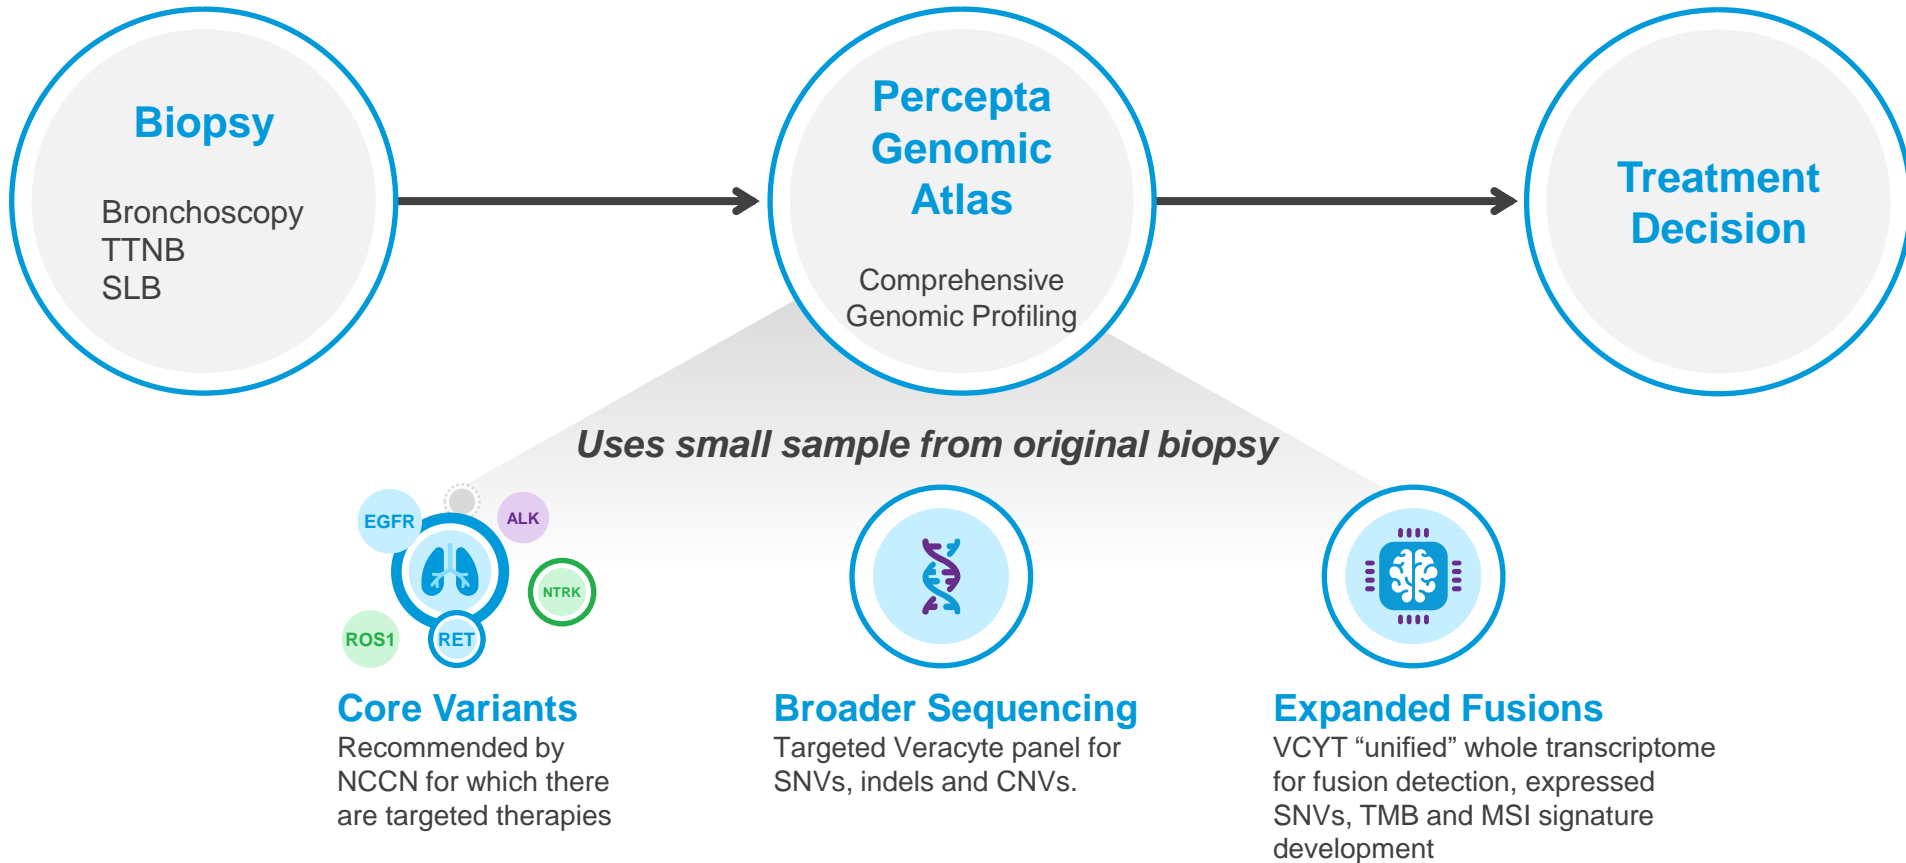 Biopsy
Bronchoscopy
TTNB
SLB
Percepta
Genomic
Atlas
Comprehensive
Genomic Profiling
Treatment
Decision
Uses small sample from original biopsy
EGFR
ALK
NTRK
ROS1
RET
Core Variants
Recommended by
NCCN for which there
are targeted therapies
Broader Sequencing
Targeted Veracyte panel for
SNVs, indels and CNVs.
Expanded Fusions
VCYT “unified” whole transcriptome
for fusion detection, expressed
SNVs, TMB and MSI signature
development